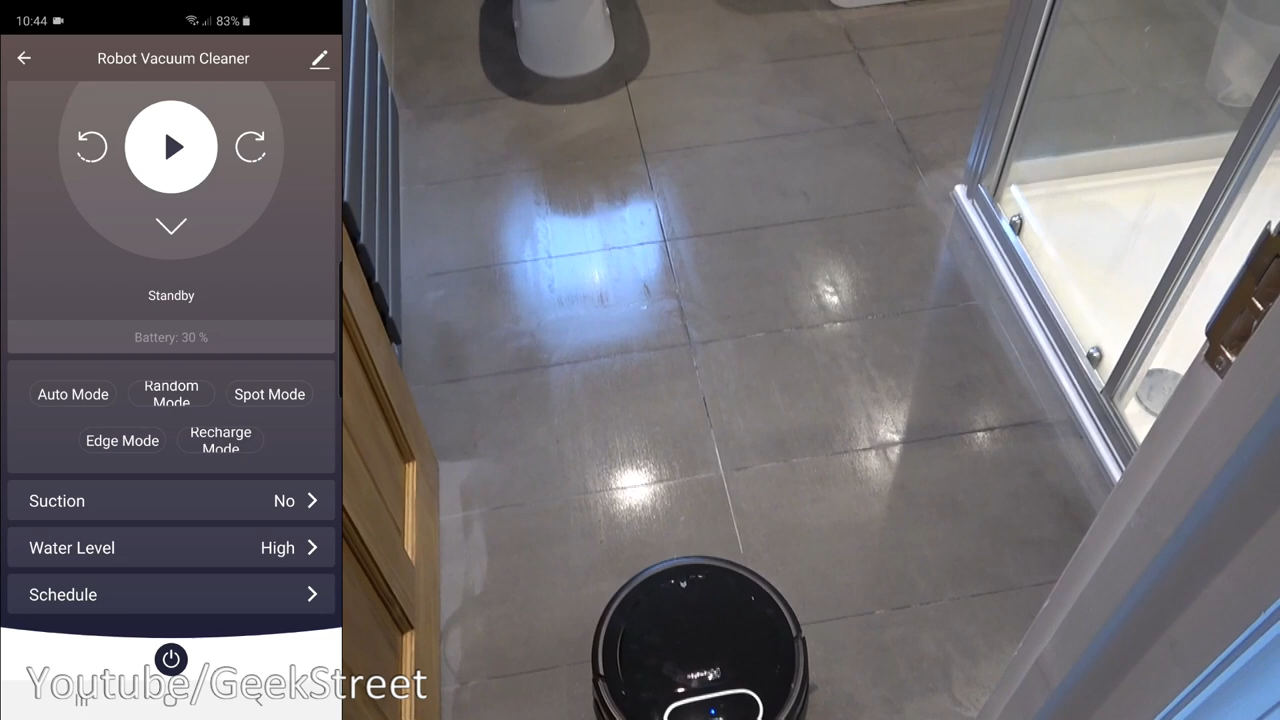 10:44 83%
Robot Vacuum Cleaner
Standby
Battery: 30 %
Auto Mode
Random
Mode
Spot Mode
Edge Mode
Recharge
Mode
Suction No
Water Level High
Schedule
Youtube/GeekStreet